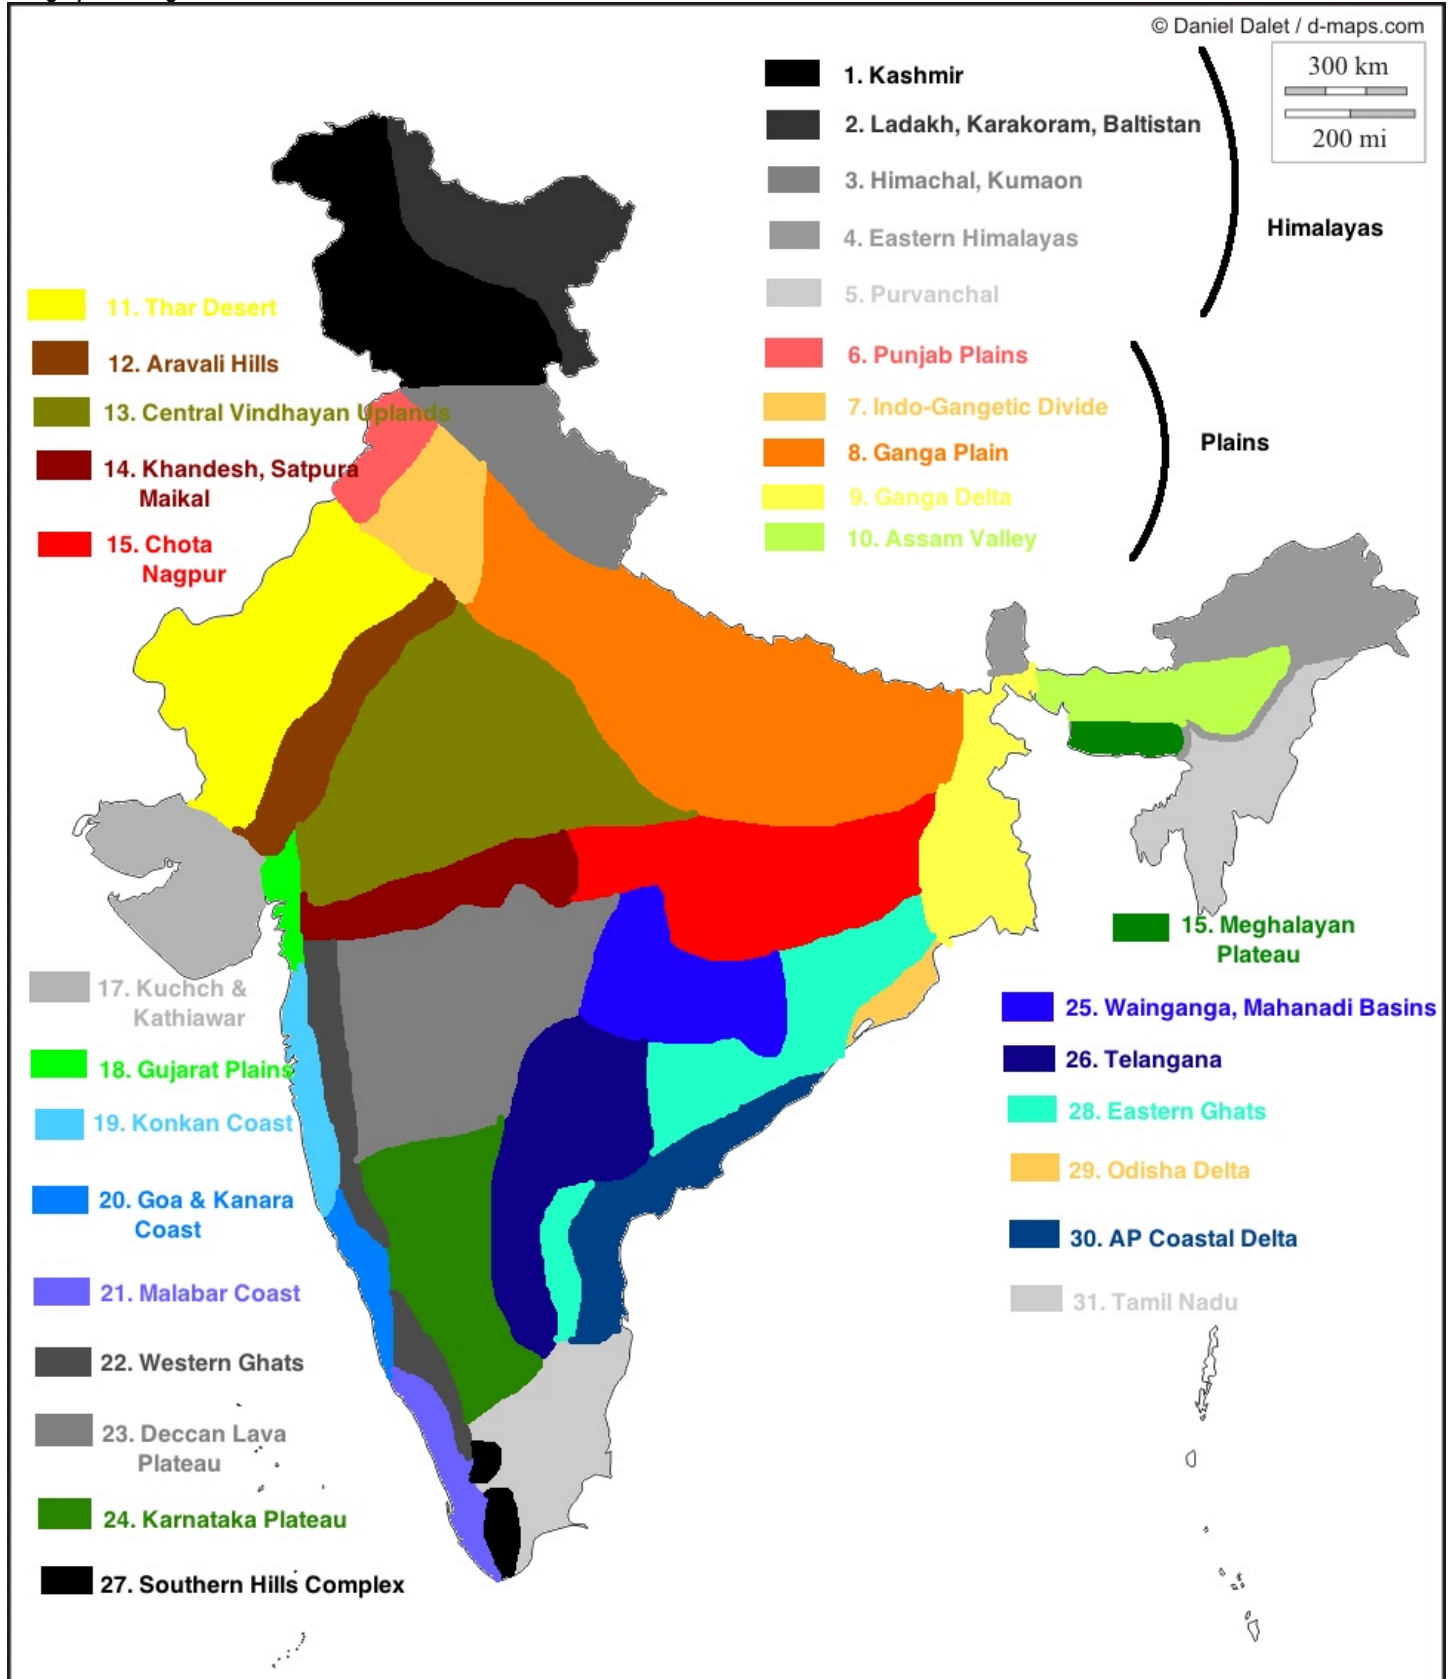 © Daniel Dalet / d-maps.com
300 km
200 mi
1. Kashmir
2. Ladakh, Karakoram, Baltistan
3. Himachal, Kumaon
4. Eastern Himalayas
5. Purvanchal
Himalayas
6. Punjab Plains
7. Indo-Gangetic Divide
8. Ganga Plain
9. Ganga Delta
10. Assam Valley
Plains
11. Thar Desert
12. Aravali Hills
13. Central Vindhayan Uplands
14. Khandesh, Satpura
Maikal
15. Chota
Nagpur
15. Meghalayan
Plateau
17. Kuchch &
Kathiawar
18. Gujarat Plains
19. Konkan Coast
20. Goa & Kanara
Coast
21. Malabar Coast
22. Western Ghats
23. Deccan Lava
Plateau
24. Karnataka Plateau
27. Southern Hills Complex
25. Wainganga, Mahanadi Basins
26. Telangana
28. Eastern Ghats
29. Odisha Delta
30. AP Coastal Delta
31. Tamil Nadu